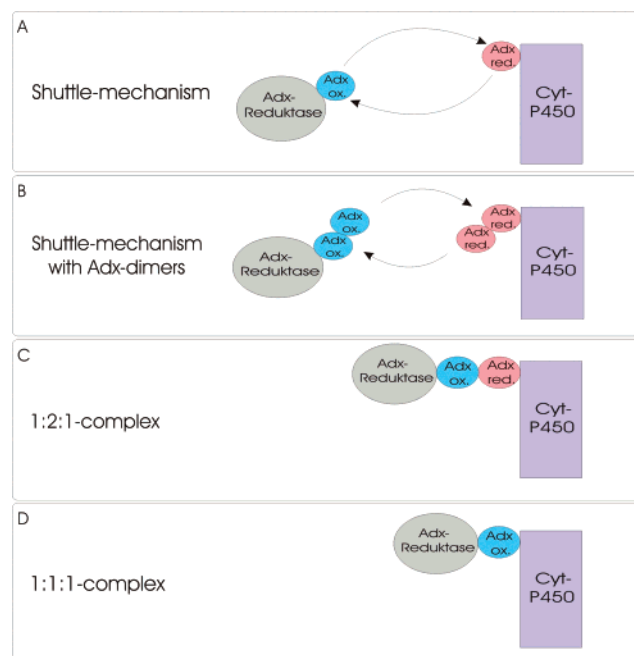 A
Shuttle-mechanism
Adx-
Reduktase
Adx
ox.
Adx
red.
Cyt-
P450
B
Shuttle-mechanism
with Adx-dimers
Adx-
Reduktase
Adx
ox.
Adx
ox.
Adx
red.
Adx
red.
Cyt-
P450
C
1:2:1-complex
Adx-
Reduktase
Adx
ox.
Adx
red.
Cyt-
P450
D
1:1:1-complex
Adx-
Reduktase
Adx
ox.
Cyt-
P450